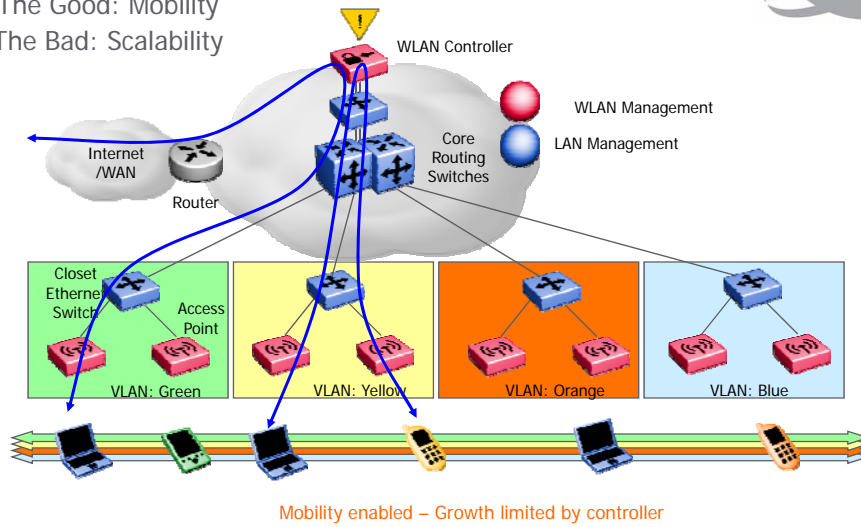 The Good: Mobility
The Bad: Scalability
!
WLAN Controller
WLAN Management
LAN Management
Core
Routing
Switches
Internet
/WAN
Router
Closet
Etherne
Switch
Access
Point
VLAN: Green
VLAN: Yellow
VLAN: Orange
VLAN: Blue
Mobility enabled – Growth limited by controller